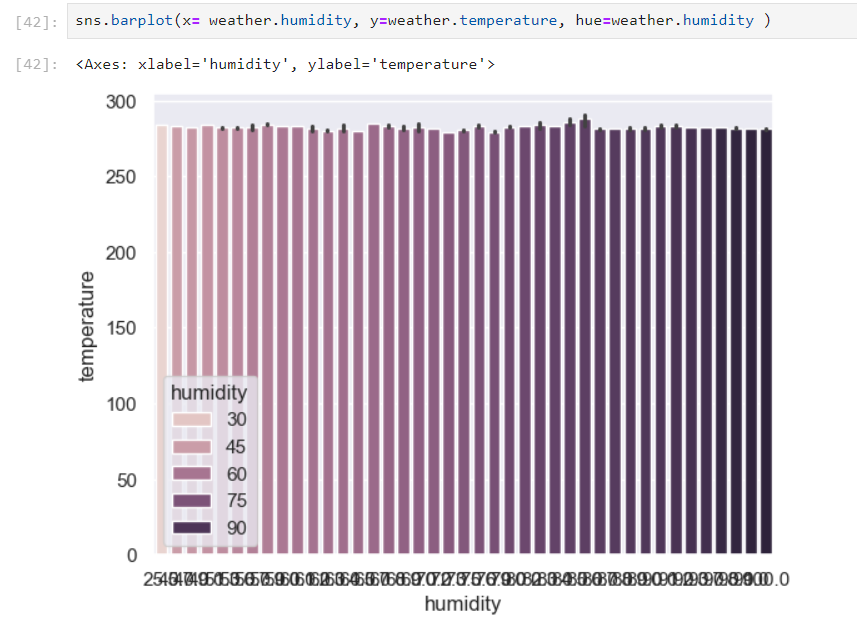 [42]: sns.barplot(x= weather.humidity, y=weather.temperature, hue=weather.humidity )
[42]: <Axes: xlabel='humidity', ylabel='temperature'>
300
250
200
150
100
50
0
temperature
humidity
30
45
60
75
90
humidity